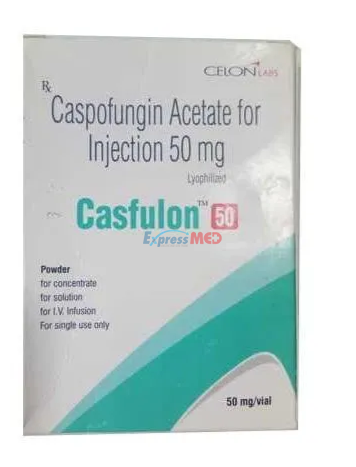 CELON LABS
Rx
Caspofungin Acetate for
Injection 50 mg
Lyophilized
Casfulon™ 50
Express MED
Powder
for concentrate
for solution
for I.V. Infusion
For single use only
50 mg/vial